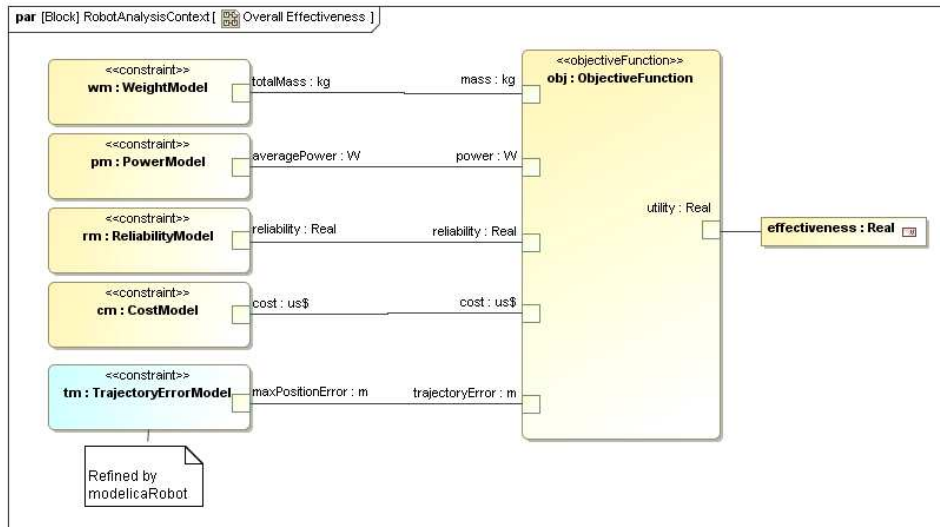 par [Block] RobotAnalysisContext [ Overall Effectiveness ]
<<constraint>>
wm : WeightModel
totalMass : kg
mass : kg
<<objectiveFunction>>
obj : ObjectiveFunction
<<constraint>>
pm : PowerModel
averagePower : W
power : W
<<constraint>>
rm : ReliabilityModel
reliability : Real
reliability : Real
utility : Real
effectiveness : Real
<<constraint>>
cm : CostModel
cost : us$
cost : us$
<<constraint>>
tm : TrajectoryErrorModel
maxPositionError : m
trajectoryError : m
Refined by
modelicaRobot